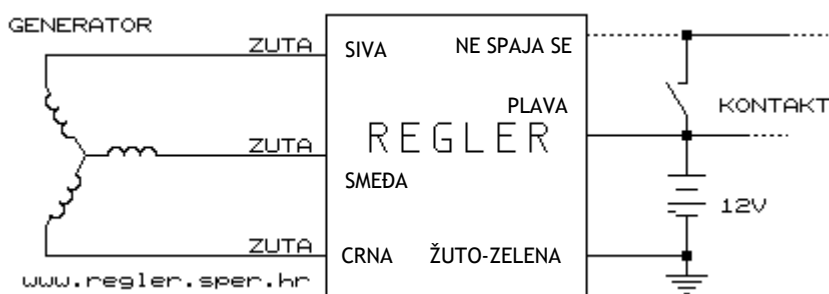 GENERATOR
ZUTA
SIVA
NE SPAJA SE
PLAVA
KONTAKT
REGLER
ZUTA
SMEĐA
12V
ZUTA
CRNA
ŽUTO-ZELENA
www.regler.sper.hr